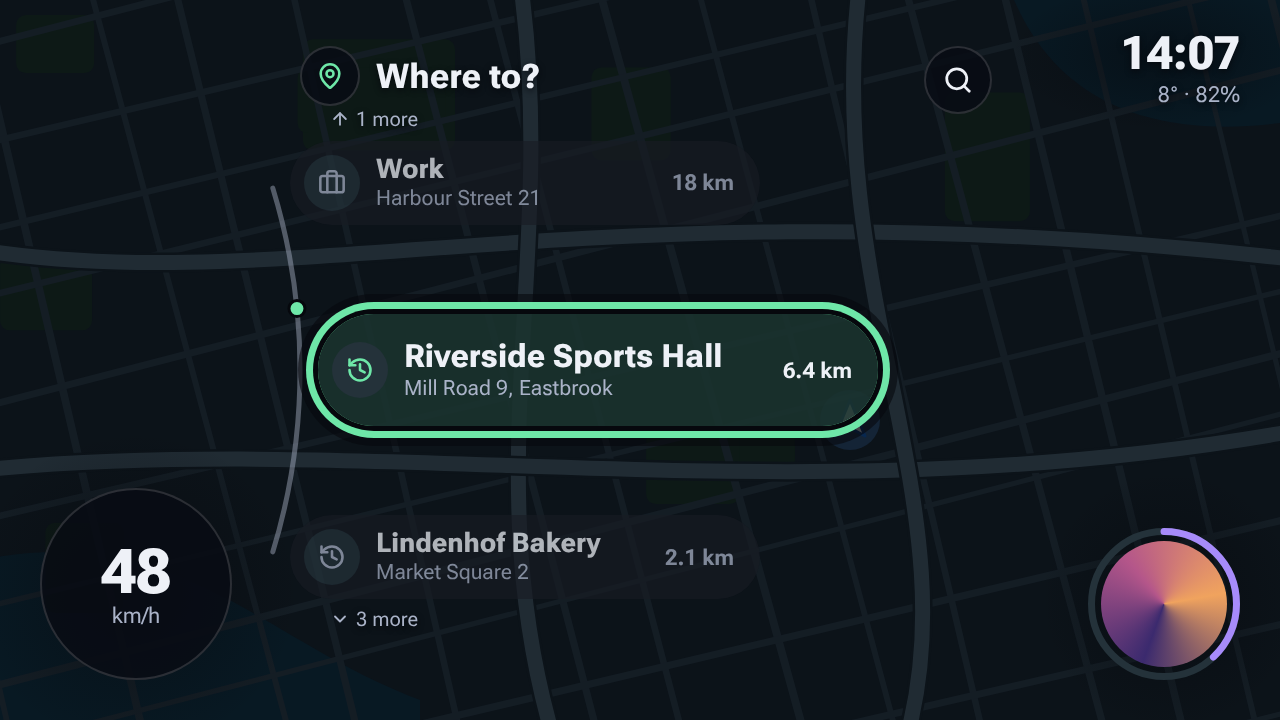 Where to?
14:07
8° · 82%
1 more
Work
Harbour Street 21
18 km
Riverside Sports Hall
Mill Road 9, Eastbrook
6.4 km
Lindenhof Bakery
Market Square 2
2.1 km
3 more
48
km/h